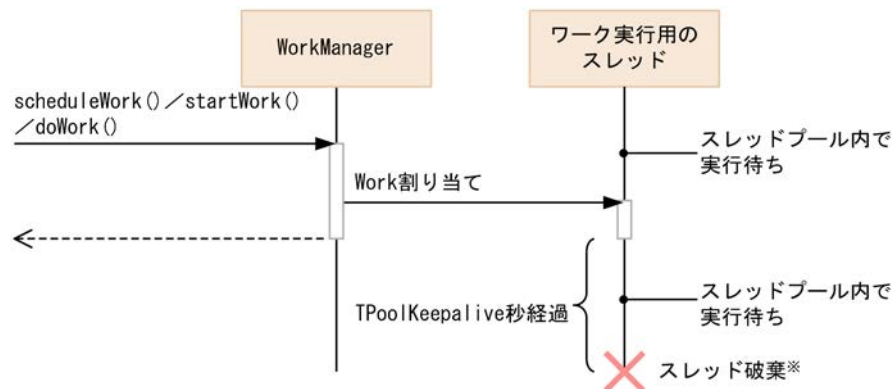 WorkManager
ワーク実行用の
スレッド
scheduleWork()／startWork()
／doWork()
スレッドプール内で
実行待ち
Work割り当て
TPoolKeepalive秒経過
スレッドプール内で
実行待ち
スレッド破棄※